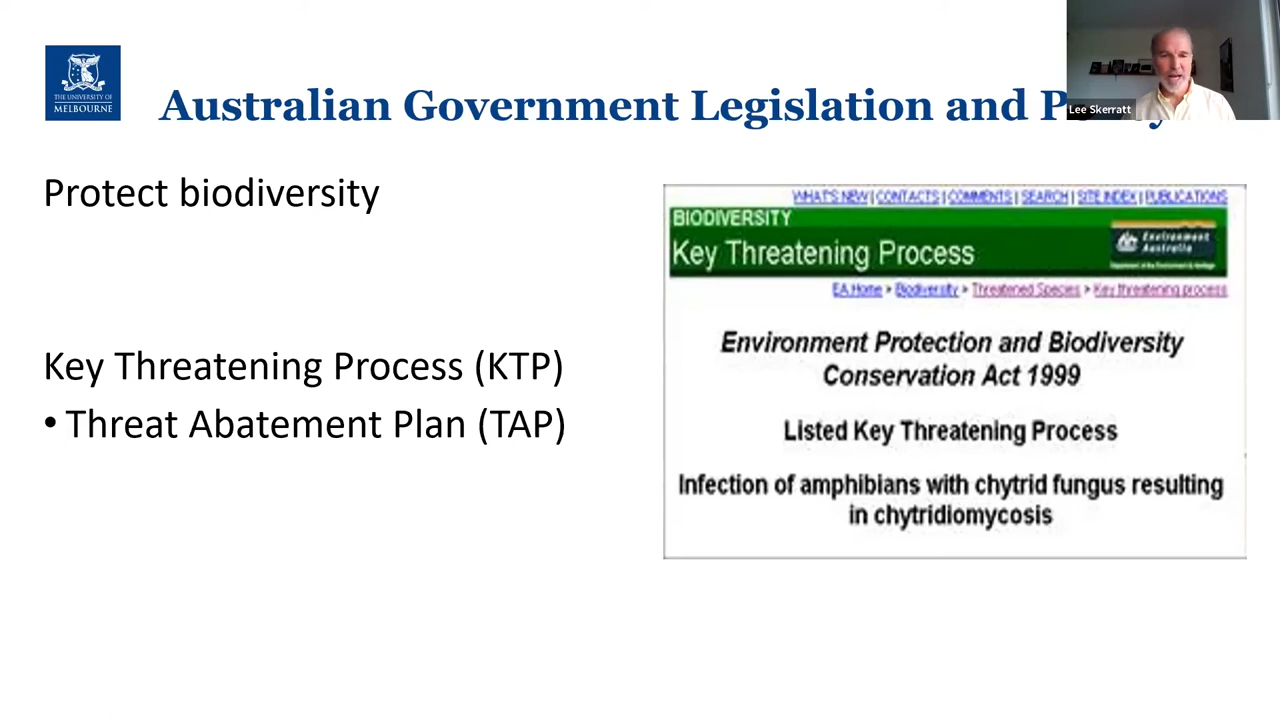 THE UNIVERSITY OF
MELBOURNE
Australian Government Legislation and P
Lee Skerratt
Protect biodiversity
Key Threatening Process (KTP)
• Threat Abatement Plan (TAP)
WHAT'S NEW | CONTACTS | COMMENTS | SEARCH | SITE INDEX | PUBLICATIONS
BIODIVERSITY
Key Threatening Process
Environment
Australia
Department of the Environment & Heritage
EA Home > Biodiversity > Threatened Species > Key threatening process
Environment Protection and Biodiversity
Conservation Act 1999
Listed Key Threatening Process
Infection of amphibians with chytrid fungus resulting
in chytridiomycosis